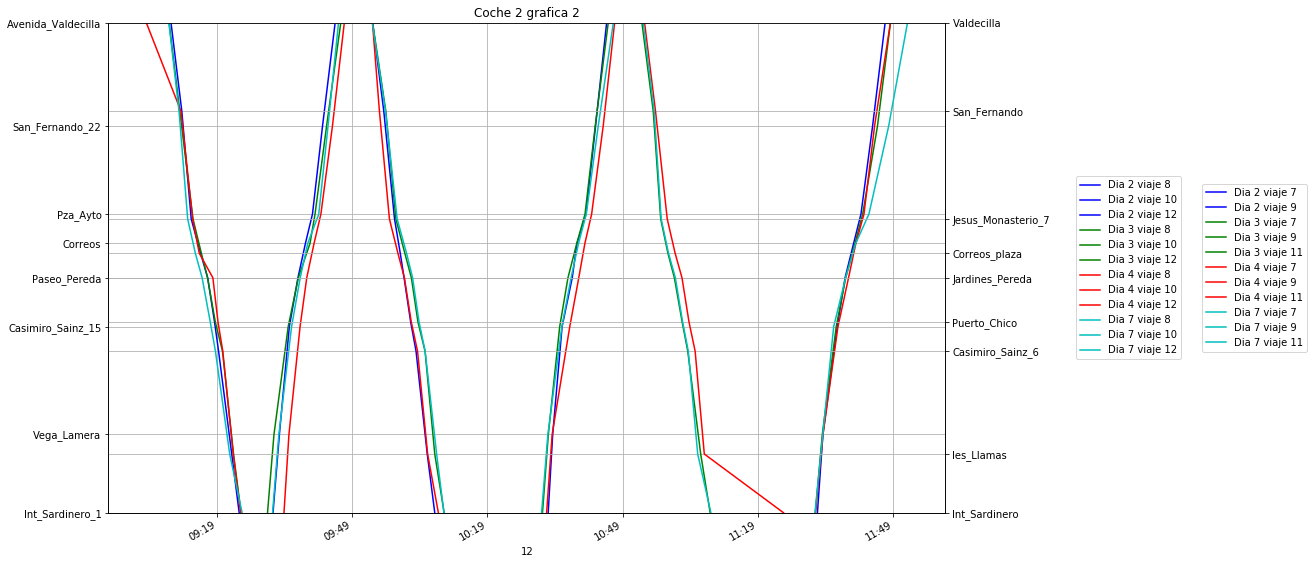 Coche 2 grafica 2
Avenida_Valdecilla
San_Fernando_22
Pza_Ayto
Correos
Paseo_Pereda
Casimiro_Sainz_15
Vega_Lamera
Int_Sardinero_1
Valdecilla
San_Fernando
Jesus_Monasterio_7
Correos_plaza
Jardines_Pereda
Puerto_Chico
Casimiro_Sainz_6
Ies_Llamas
Int_Sardinero
09:19
09:49
10:19
10:49
11:19
11:49
12
Dia 2 viaje 8
Dia 2 viaje 10
Dia 2 viaje 12
Dia 3 viaje 8
Dia 3 viaje 10
Dia 3 viaje 12
Dia 4 viaje 8
Dia 4 viaje 10
Dia 4 viaje 12
Dia 7 viaje 8
Dia 7 viaje 10
Dia 7 viaje 12
Dia 2 viaje 7
Dia 2 viaje 9
Dia 3 viaje 7
Dia 3 viaje 9
Dia 3 viaje 11
Dia 4 viaje 7
Dia 4 viaje 9
Dia 4 viaje 11
Dia 7 viaje 7
Dia 7 viaje 9
Dia 7 viaje 11